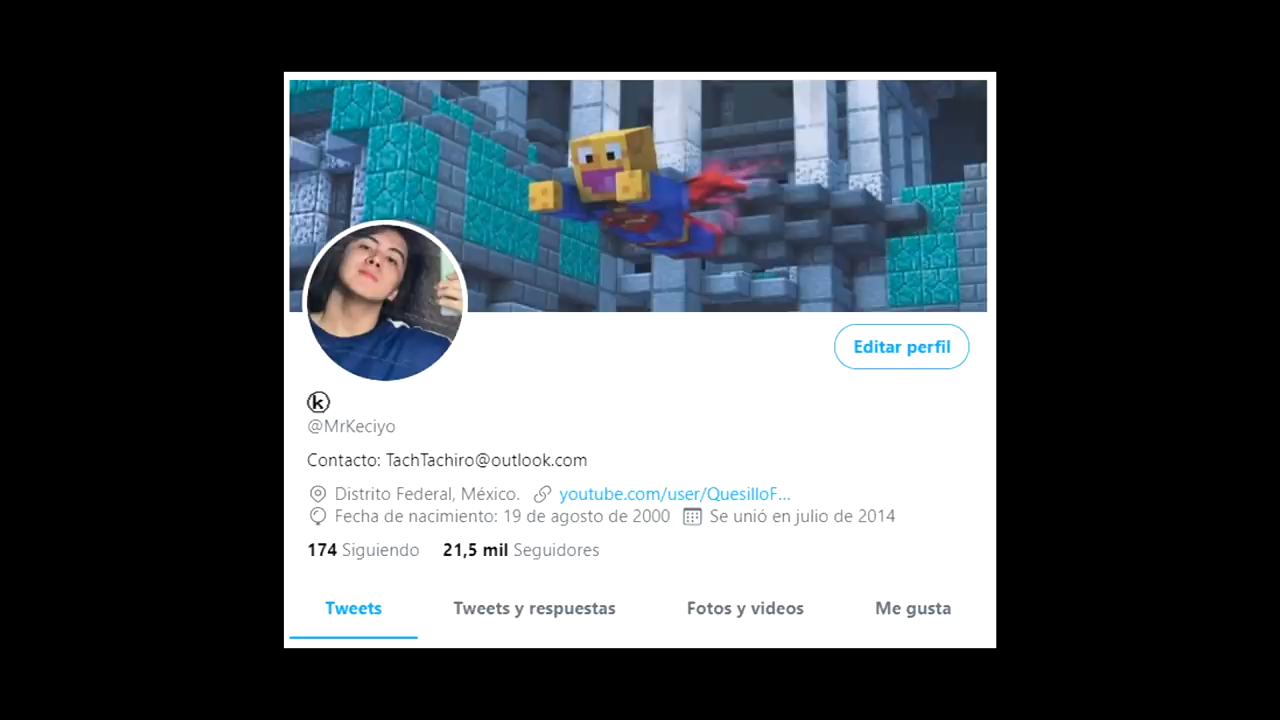 ⓚ
@MrKeciyo
Editar perfil
Contacto: TachTachiro@outlook.com
Distrito Federal, México. youtube.com/user/QuesilloF...
Fecha de nacimiento: 19 de agosto de 2000 Se unió en julio de 2014
174 Siguiendo 21,5 mil Seguidores
Tweets Tweets y respuestas Fotos y videos Me gusta